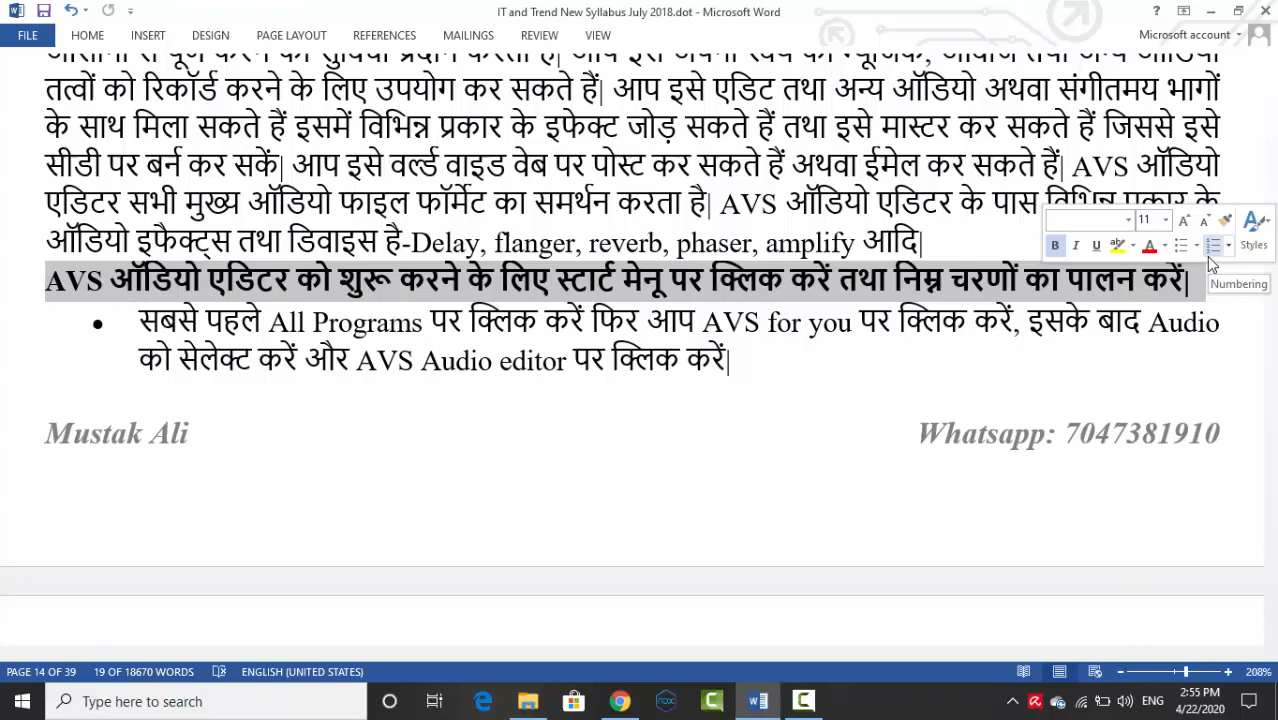 IT and Trend New Syllabus July 2018.dot - Microsoft Word
FILE HOME INSERT DESIGN PAGE LAYOUT REFERENCES MAILINGS REVIEW VIEW Microsoft account
तत्वों को रिकॉर्ड करने के लिए उपयोग कर सकते हैं| आप इसे एडिट तथा अन्य ऑडियो अथवा संगीतमय भागों
के साथ मिला सकते हैं इसमें विभिन्न प्रकार के इफेक्ट जोड़ सकते हैं तथा इसे मास्टर कर सकते हैं जिससे इसे
सीडी पर बर्न कर सकें| आप इसे वर्ल्ड वाइड वेब पर पोस्ट कर सकते हैं अथवा ईमेल कर सकते हैं| AVS ऑडियो
एडिटर सभी मुख्य ऑडियो फाइल फॉर्मेट का समर्थन करता है| AVS ऑडियो एडिटर के पास विभिन्न प्रकार के
11
Styles
ऑडियो इफैक्ट्स तथा डिवाइस है-Delay, flanger, reverb, phaser, amplify आदि|
AVS ऑडियो एडिटर को शुरू करने के लिए स्टार्ट मेनू पर क्लिक करें तथा निम्न चरणों का पालन करें|
Numbering
सबसे पहले All Programs पर क्लिक करें फिर आप AVS for you पर क्लिक करें, इसके बाद Audio
को सेलेक्ट करें और AVS Audio editor पर क्लिक करें|
Mustak Ali Whatsapp: 7047381910
PAGE 14 OF 39 19 OF 18670 WORDS ENGLISH (UNITED STATES) 208%
Type here to search
ENG
2:55 PM
4/22/2020